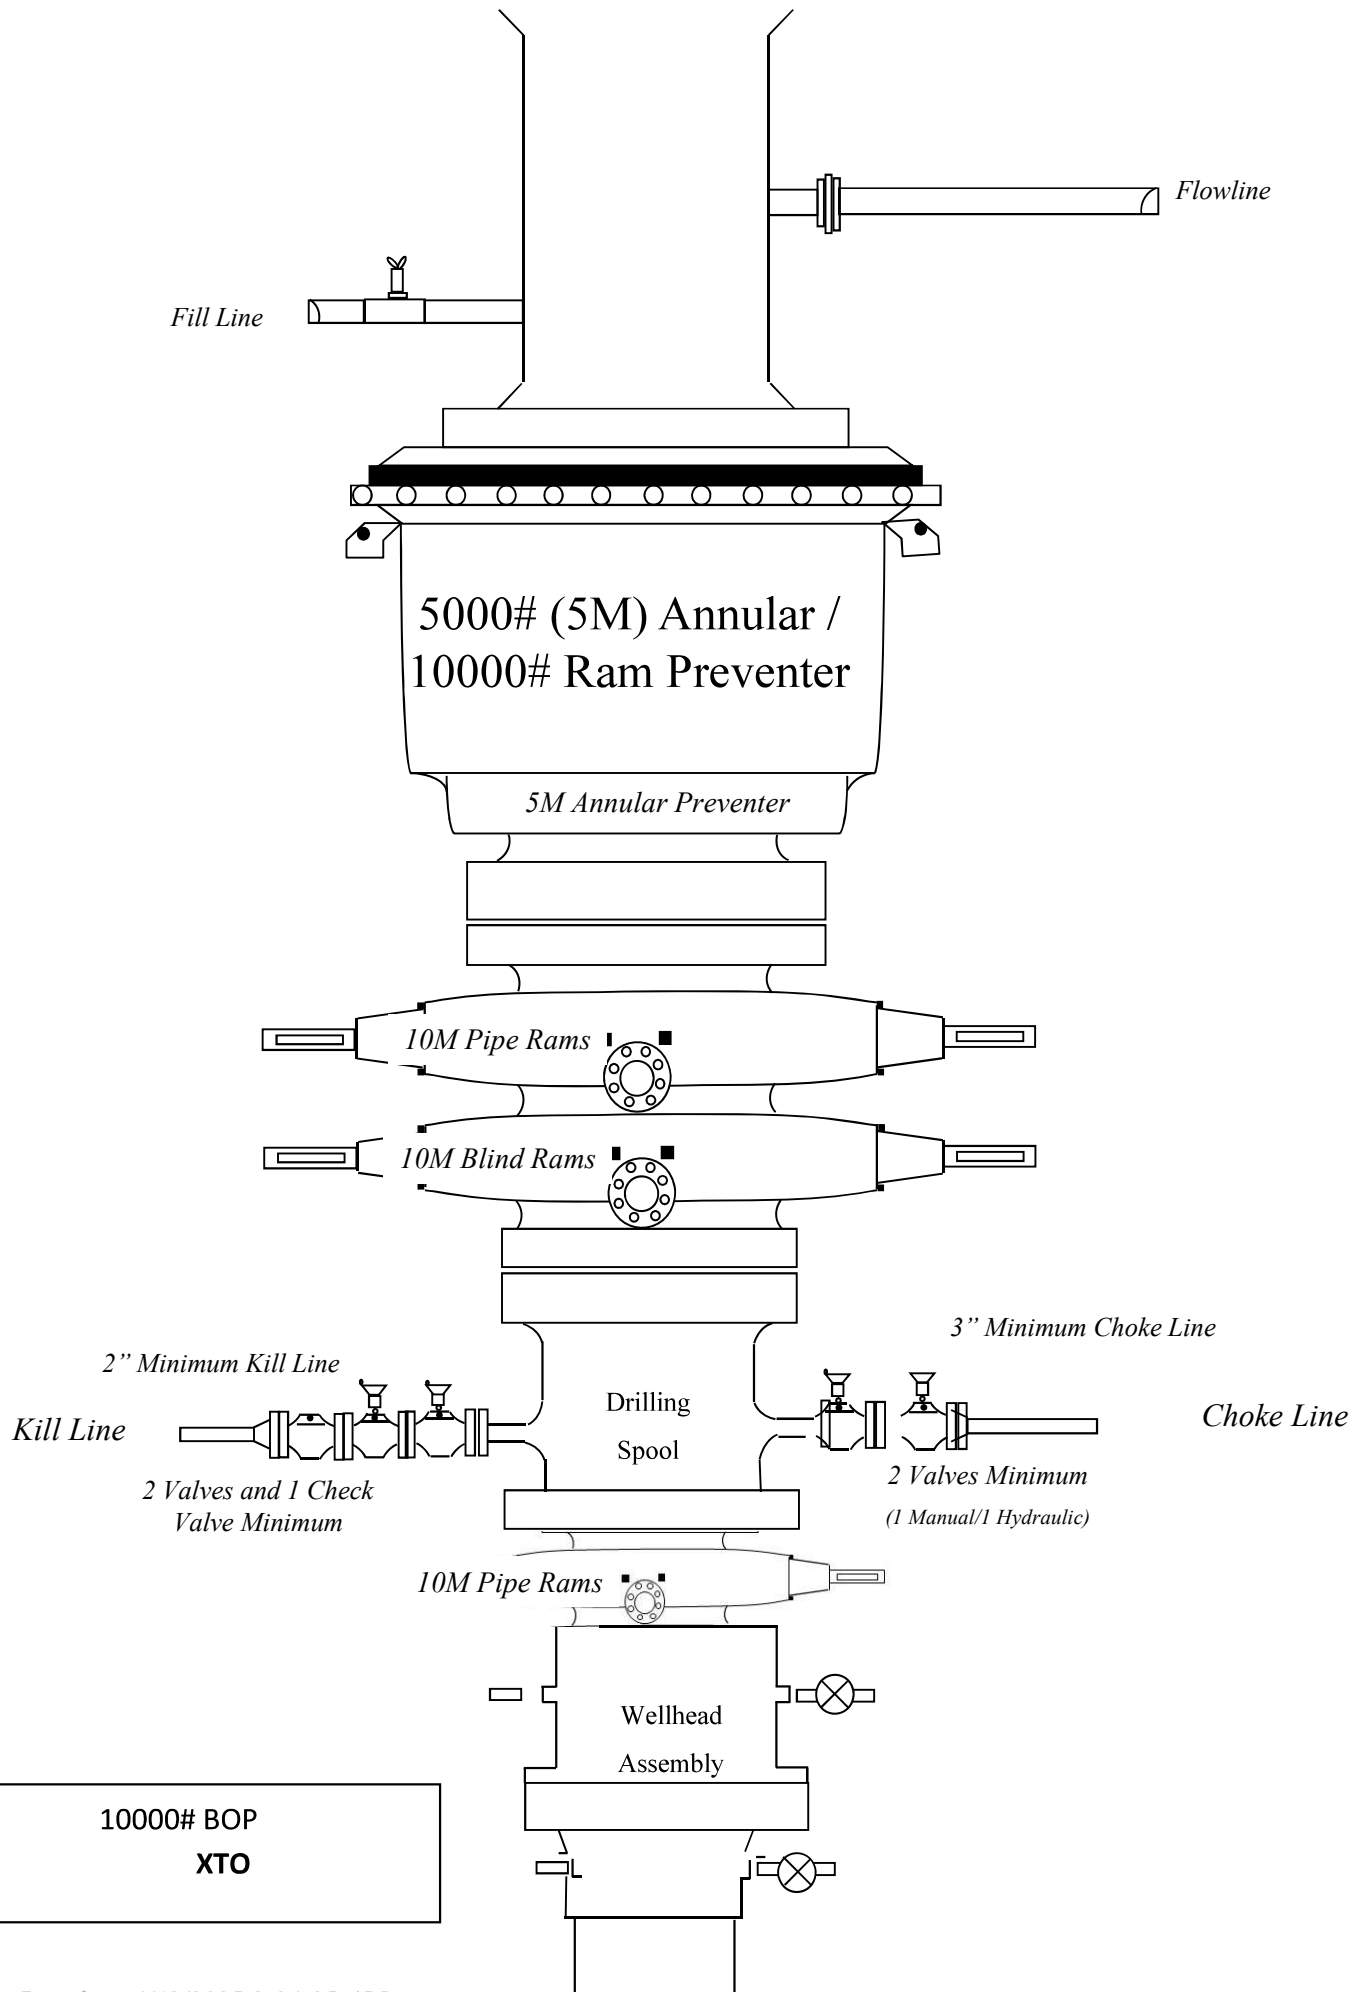 Flowline
Fill Line
5000# (5M) Annular /
10000# Ram Preventer
5M Annular Preventer
10M Pipe Rams
10M Blind Rams
3” Minimum Choke Line
2” Minimum Kill Line
Drilling
Spool
Kill Line
Choke Line
2 Valves and 1 Check
Valve Minimum
2 Valves Minimum
(1 Manual/1 Hydraulic)
10M Pipe Rams
Wellhead
Assembly
10000# BOP
XTO